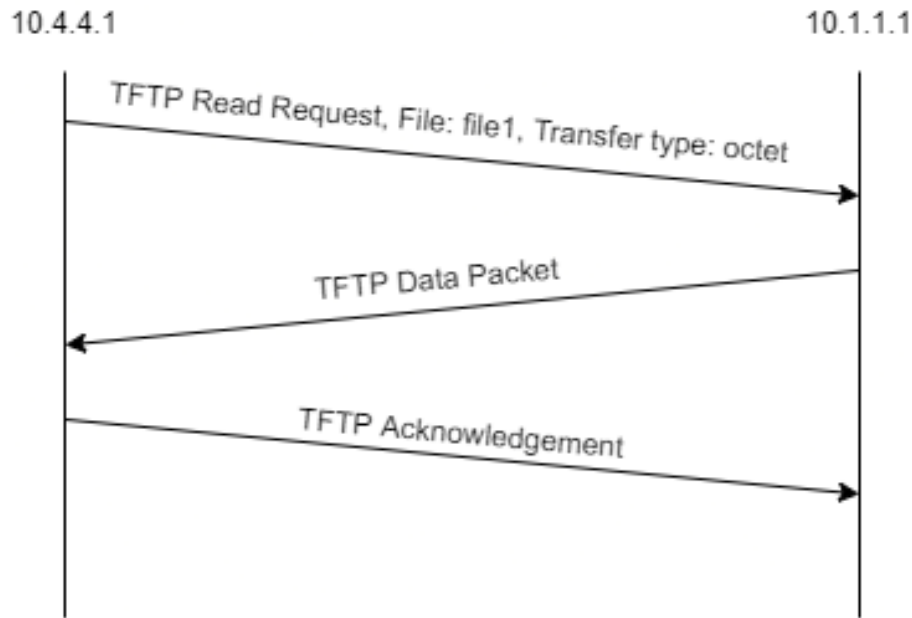 10.4.4.1
10.1.1.1
TFTP Read Request, File: file1, Transfer type: octet
TFTP Data Packet
TFTP Acknowledgement